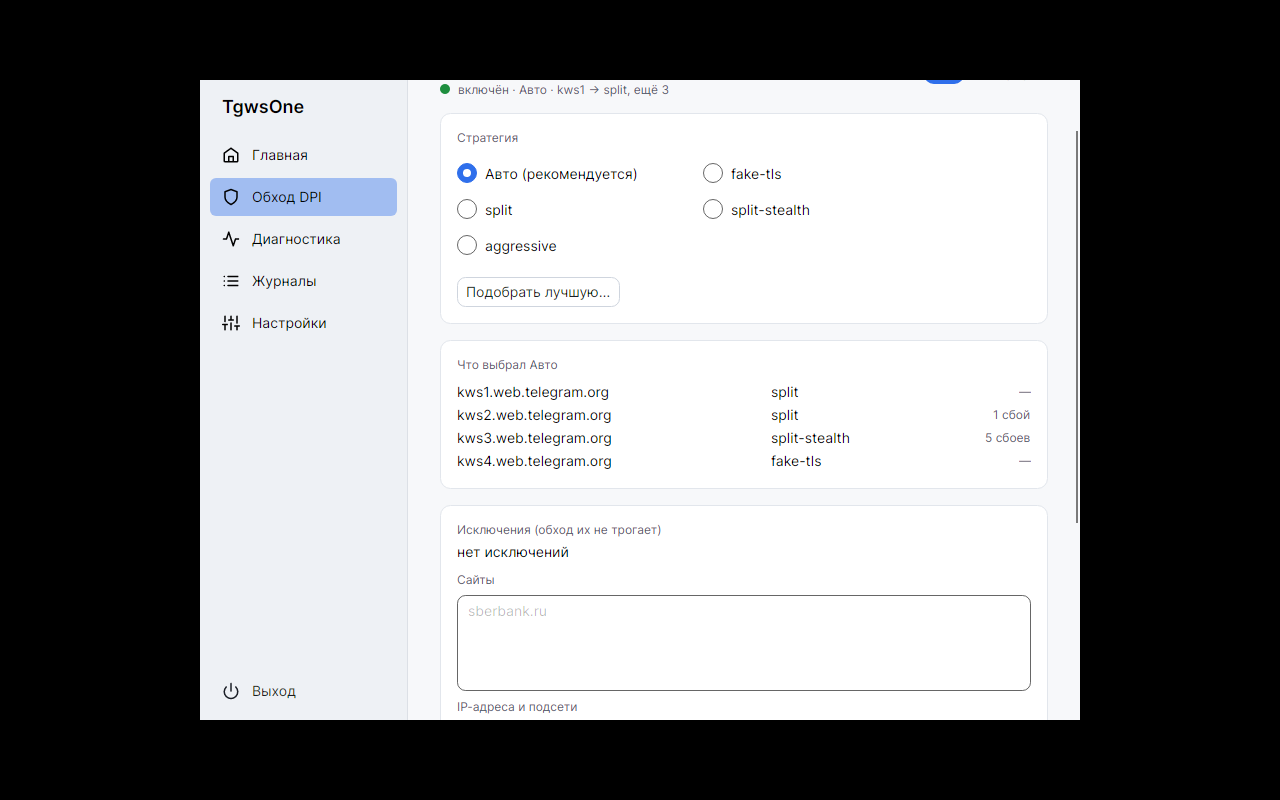 TgwsOne
Главная
Обход DPI
Диагностика
Журналы
Настройки
Выход
включён · Авто · kws1 → split, ещё 3
Стратегия
Авто (рекомендуется)
fake-tls
split
split-stealth
aggressive
Подобрать лучшую...
Что выбрал Авто
kws1.web.telegram.org split —
kws2.web.telegram.org split 1 сбой
kws3.web.telegram.org split-stealth 5 сбоев
kws4.web.telegram.org fake-tls —
Исключения (обход их не трогает)
нет исключений
Сайты
sberbank.ru
IP-адреса и подсети